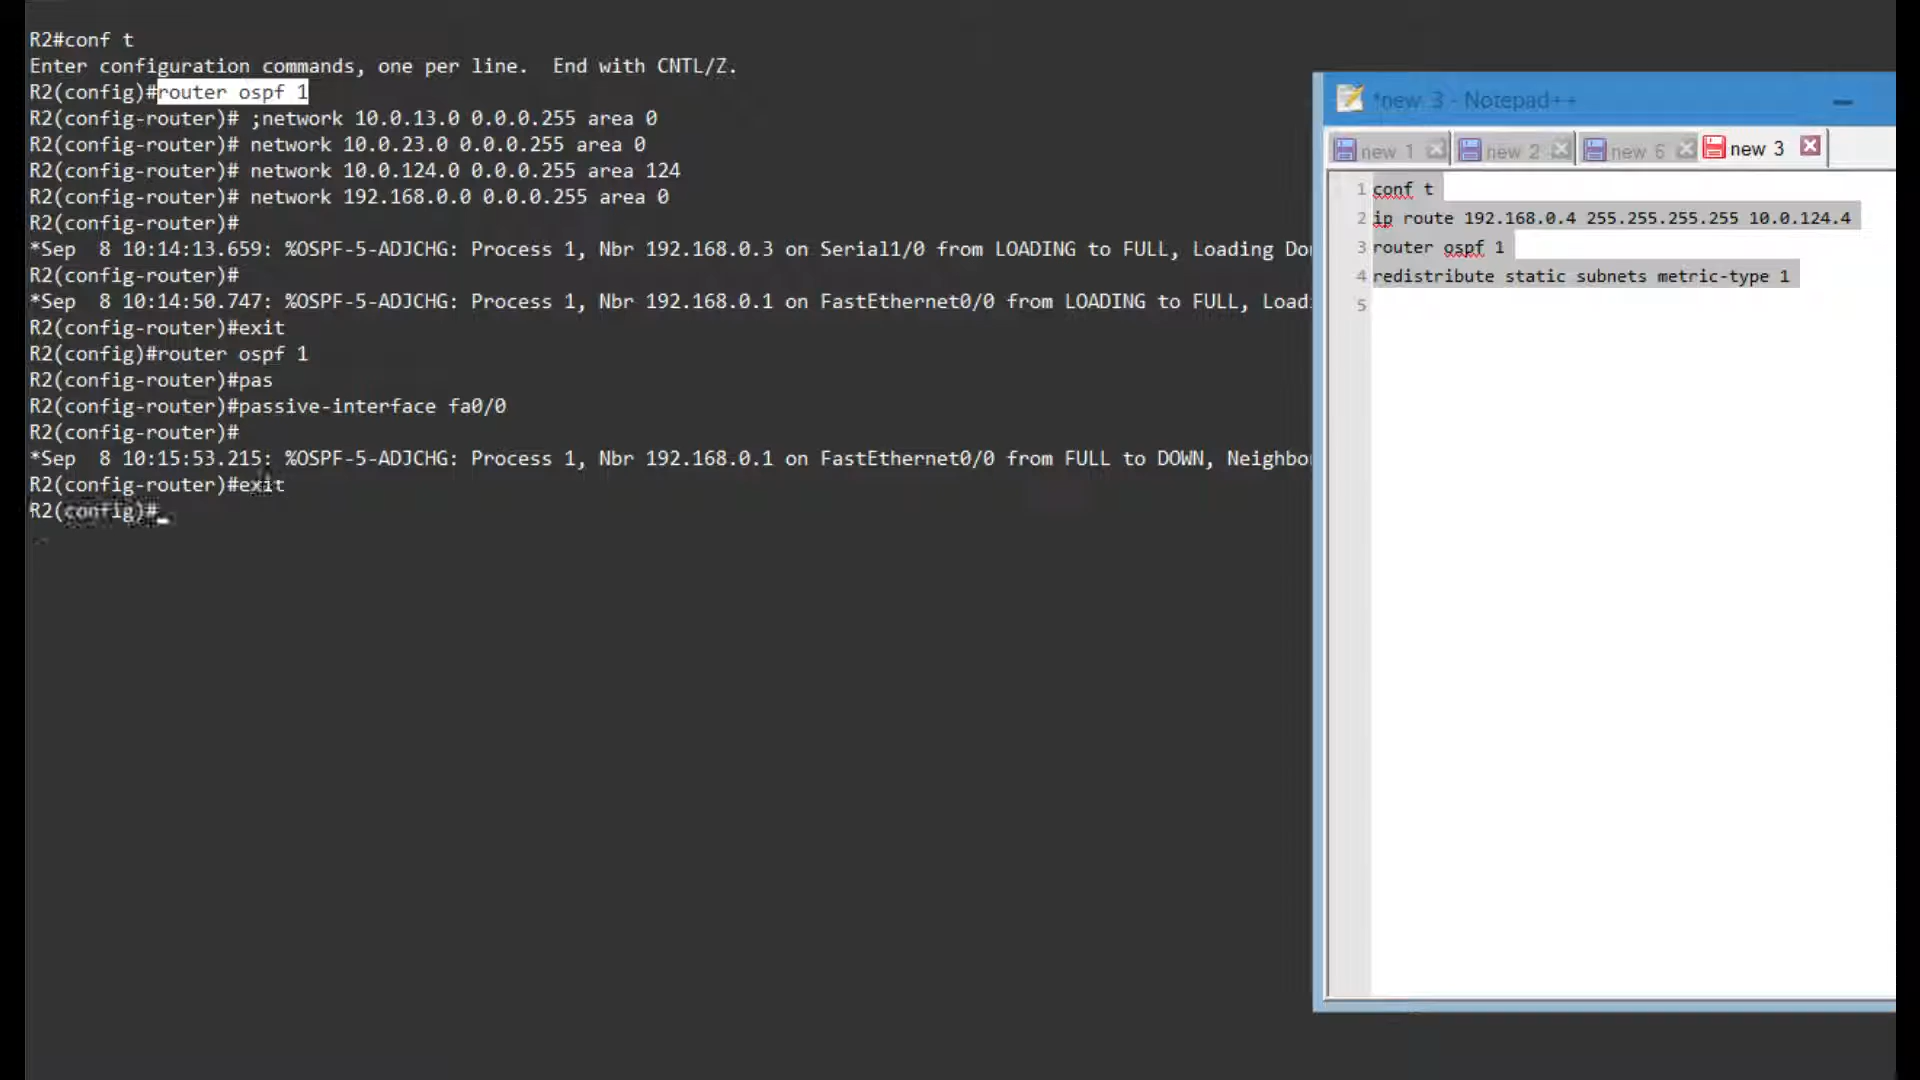 R2#conf t
Enter configuration commands, one per line.  End with CNTL/Z.
R2(config)#router ospf 1
R2(config-router)# ;network 10.0.13.0 0.0.0.255 area 0
R2(config-router)# network 10.0.23.0 0.0.0.255 area 0
R2(config-router)# network 10.0.124.0 0.0.0.255 area 124
R2(config-router)# network 192.168.0.0 0.0.0.255 area 0
R2(config-router)#
*Sep  8 10:14:13.659: %OSPF-5-ADJCHG: Process 1, Nbr 192.168.0.3 on Serial1/0 from LOADING to FULL, Loading Do
R2(config-router)#
*Sep  8 10:14:50.747: %OSPF-5-ADJCHG: Process 1, Nbr 192.168.0.1 on FastEthernet0/0 from LOADING to FULL, Load
R2(config-router)#exit
R2(config)#router ospf 1
R2(config-router)#pas
R2(config-router)#passive-interface fa0/0
R2(config-router)#
*Sep  8 10:15:53.215: %OSPF-5-ADJCHG: Process 1, Nbr 192.168.0.1 on FastEthernet0/0 from FULL to DOWN, Neighbo
R2(config-router)#exit
R2(config)#
*new 3 - Notepad++
new 1
new 2
new 6
new 3
1 conf t
2 ip route 192.168.0.4 255.255.255.255 10.0.124.4
3 router ospf 1
4 redistribute static subnets metric-type 1
5